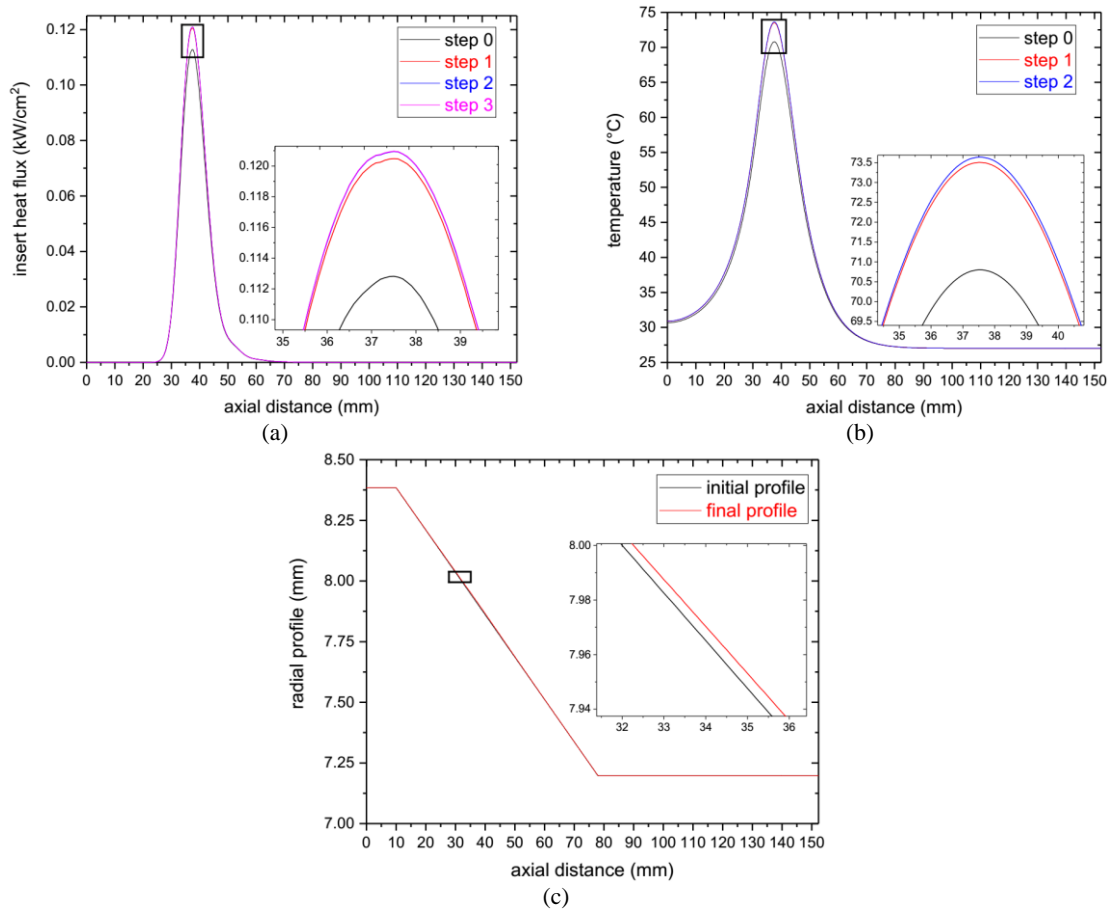 insert heat flux (kW/cm²)
0.12
0.10
0.08
0.06
0.04
0.02
0.00
step 0
step 1
step 2
step 3
0.120
0.118
0.116
0.114
0.112
0.110
35 36 37 38 39
0 10 20 30 40 50 60 70 80 90 100 110 120 130 140 150
axial distance (mm)
(a)
temperature (°C)
75
70
65
60
55
50
45
40
35
30
25
step 0
step 1
step 2
73.5
73.0
72.5
72.0
71.5
71.0
70.5
70.0
69.5
35 36 37 38 39 40
0 10 20 30 40 50 60 70 80 90 100 110 120 130 140 150
axial distance (mm)
(b)
radial profile (mm)
8.50
8.25
8.00
7.75
7.50
7.25
7.00
initial profile
final profile
8.00
7.98
7.96
7.94
32 33 34 35 36
0 10 20 30 40 50 60 70 80 90 100 110 120 130 140 150
axial distance (mm)
(c)